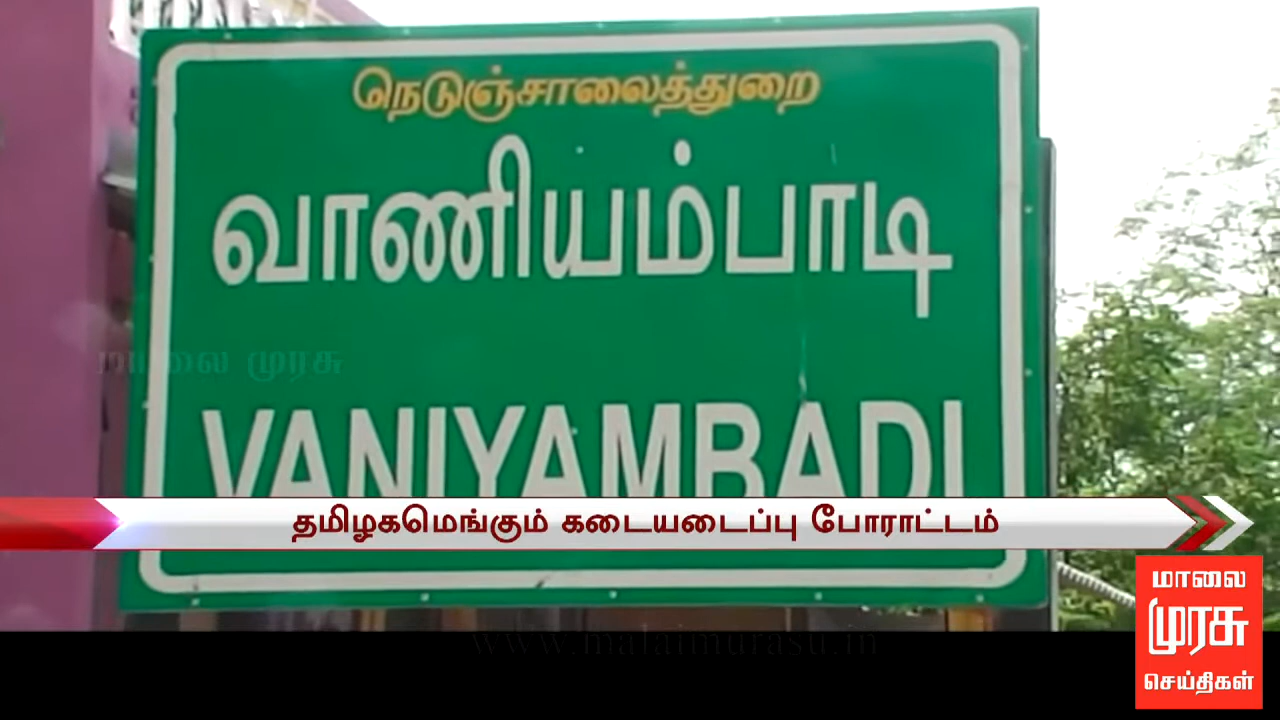 நெடுஞ்சாலைத்துறை
வாணியம்பாடி
மாலை முரசு
VANIYAMBADI
தமிழகமெங்கும் கடையடைப்பு போராட்டம்
மாலை
முரசு
செய்திகள்
www.malaimurasu.in